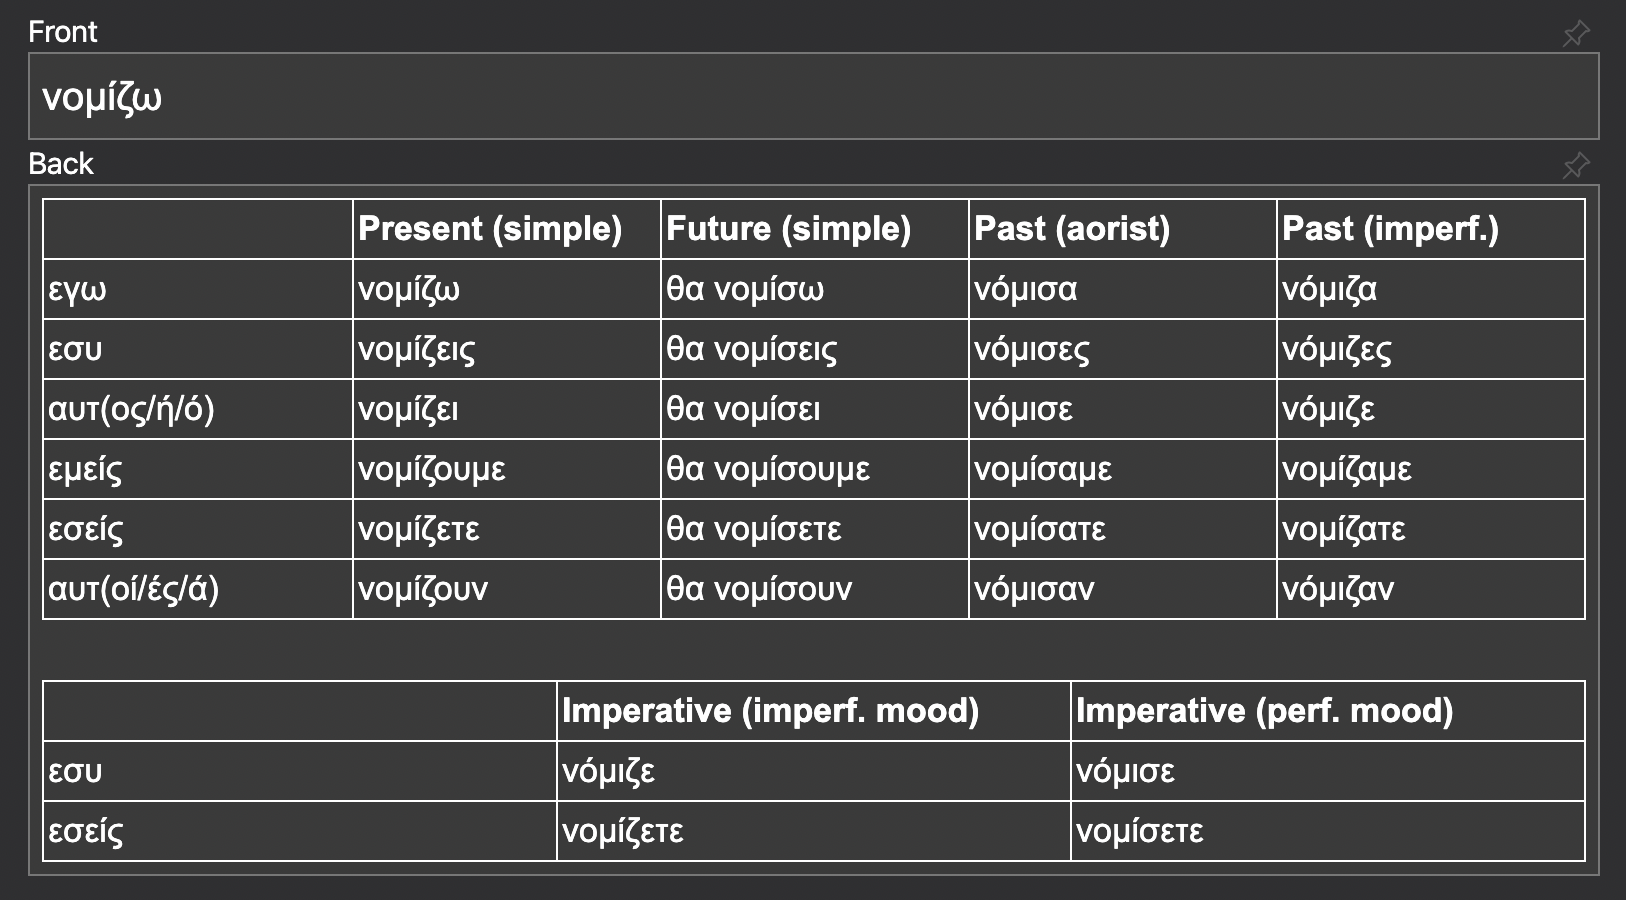 Front
νομίζω
Back
Present (simple) Future (simple) Past (aorist) Past (imperf.)
εγω νομίζω θα νομίσω νόμισα νόμιζα
εσυ νομίζεις θα νομίσεις νόμισες νόμιζες
αυτ(ος/ή/ό) νομίζει θα νομίσει νόμισε νόμιζε
εμείς νομίζουμε θα νομίσουμε νομίσαμε νομίζαμε
εσείς νομίζετε θα νομίσετε νομίσατε νομίζατε
αυτ(οί/ές/ά) νομίζουν θα νομίσουν νόμισαν νόμιζαν
Imperative (imperf. mood) Imperative (perf. mood)
εσυ νόμιζε νόμισε
εσείς νομίζετε νομίσετε